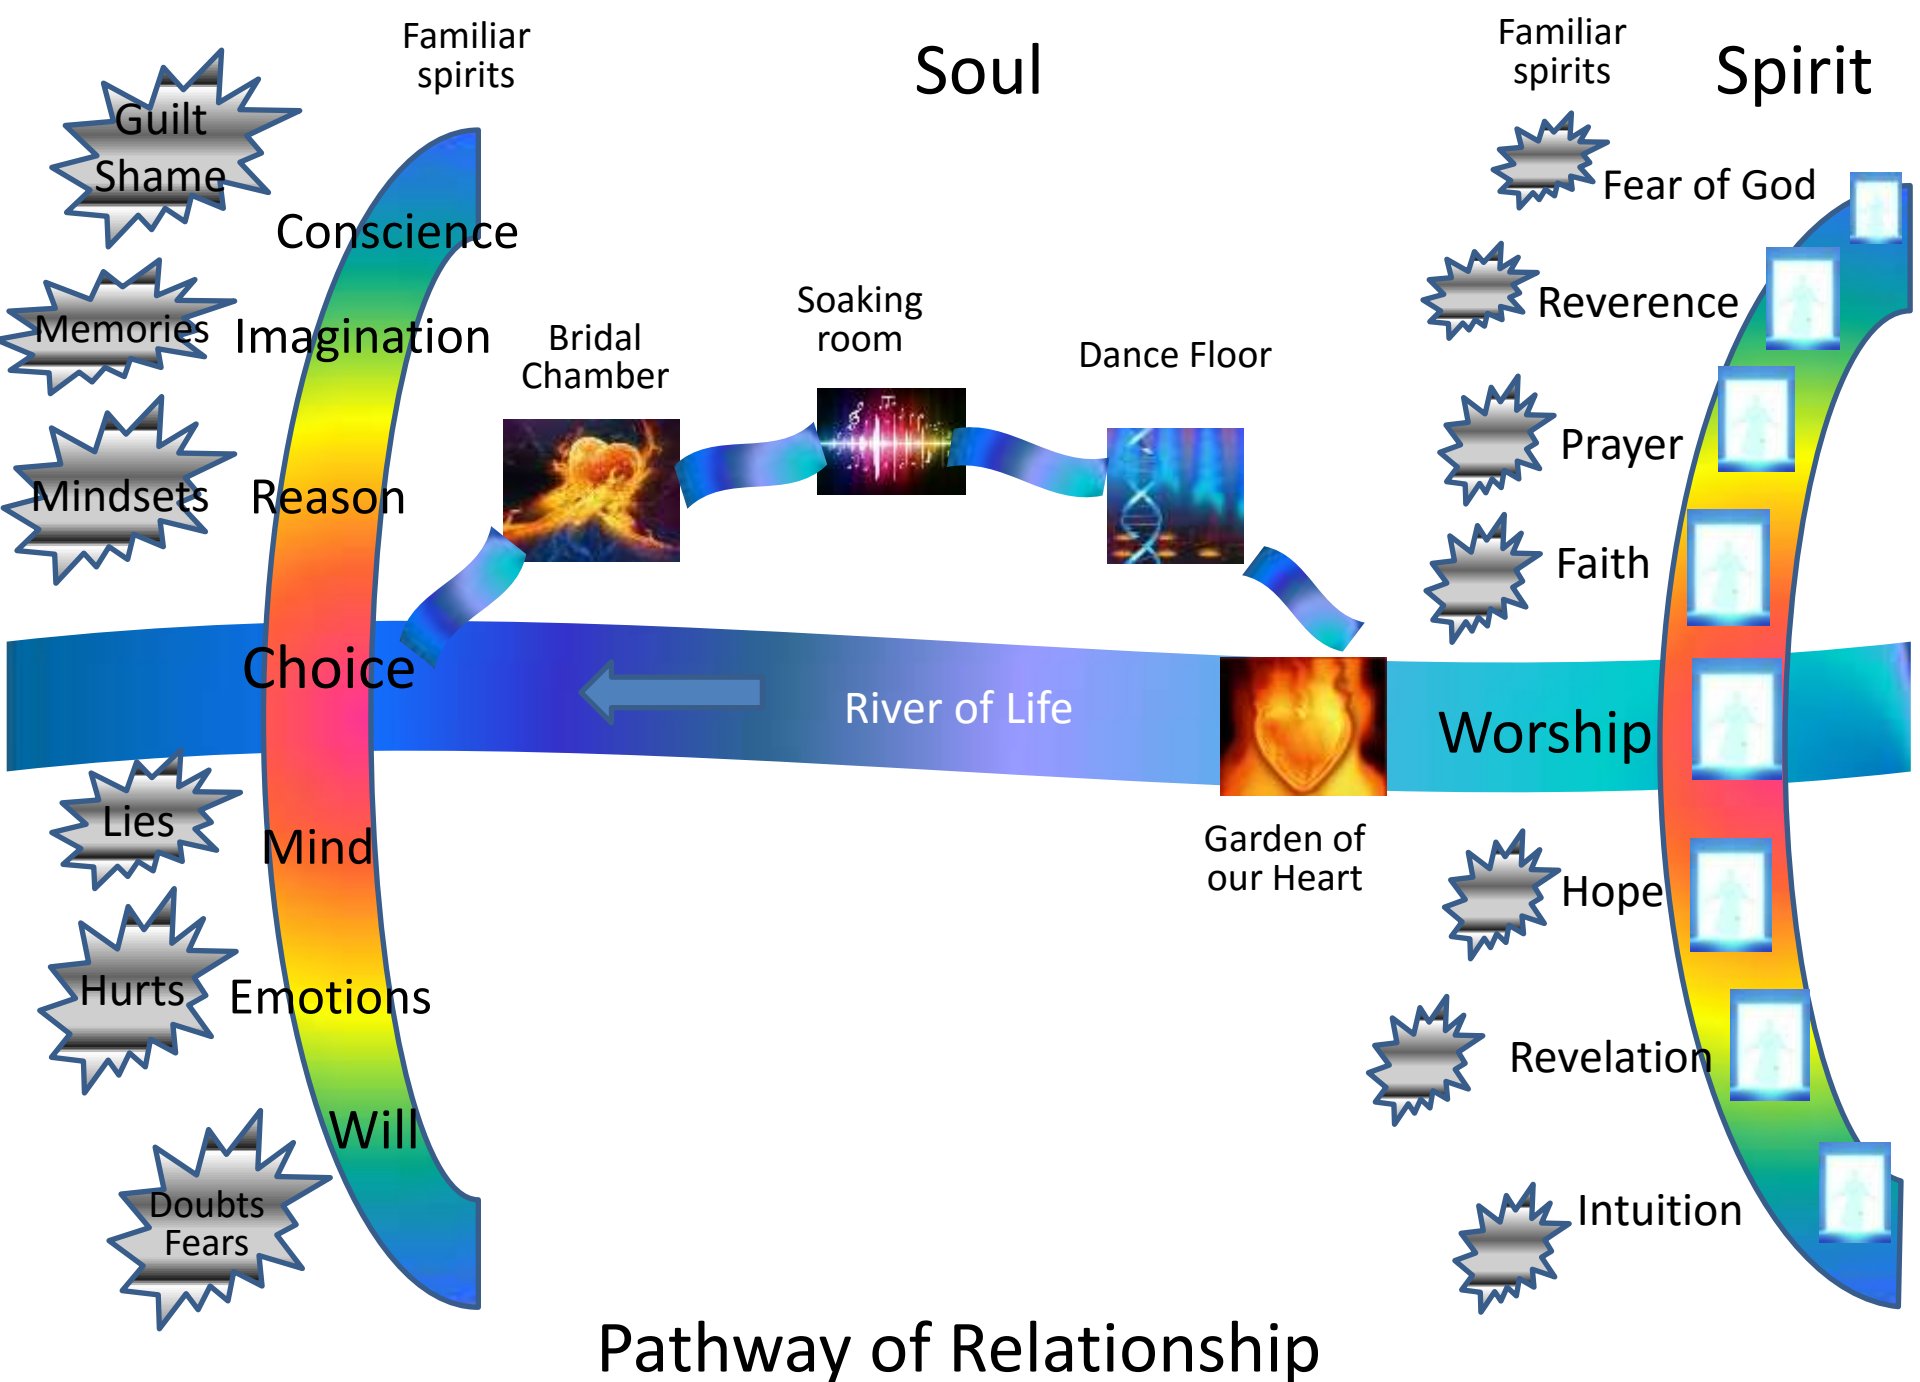 Familiar
spirits
Soul
Familiar
spirits
Spirit
Guilt
Shame
Conscience
Memories
Imagination
Mindsets
Reason
Choice
Lies
Mind
Hurts
Emotions
Doubts
Fears
Will
Bridal
Chamber
Soaking
room
Dance Floor
River of Life
Garden of
our Heart
Fear of God
Reverence
Prayer
Faith
Worship
Hope
Revelation
Intuition
Pathway of Relationship